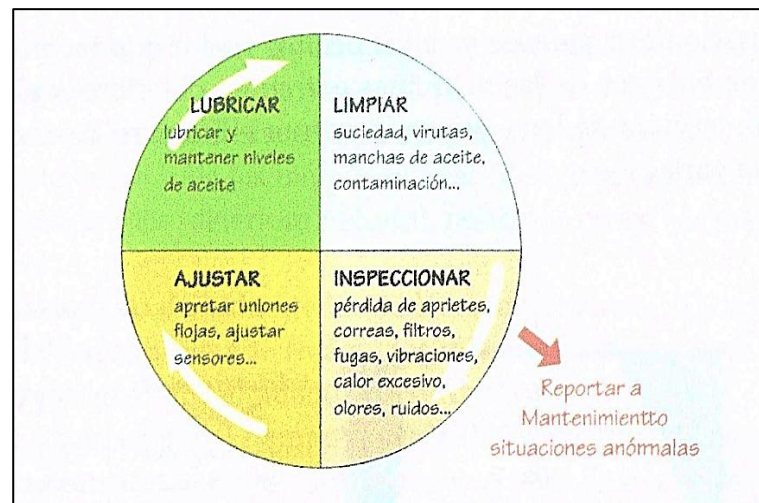 LUBRICAR
lubricar y
mantener niveles
de aceite
LIMPIAR
suciedad, virutas,
manchas de aceite,
contaminación...
AJUSTAR
apretar uniones
flojas, ajustar
sensores...
INSPECCIONAR
pérdida de aprietes,
correas, filtros,
fugas, vibraciones,
calor excesivo,
olores, ruidos...
Reportar a
Mantenimientto
situaciones anórmalas